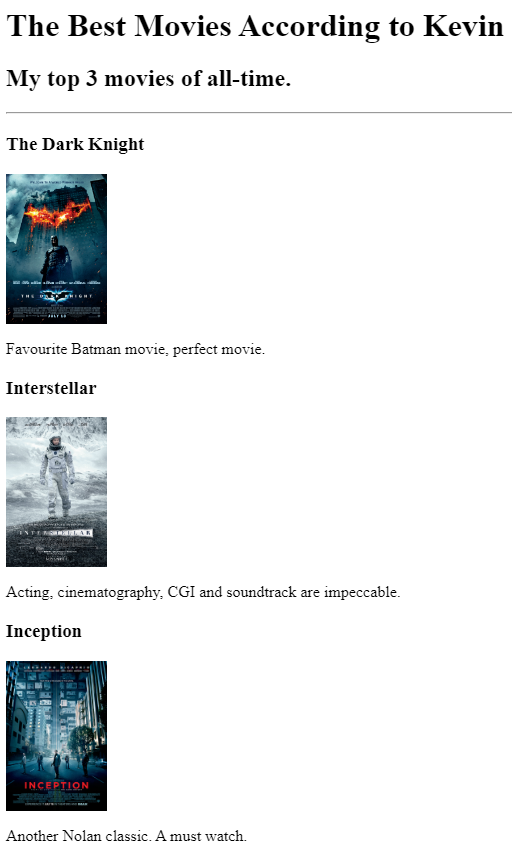 The Best Movies According to Kevin
My top 3 movies of all-time.
The Dark Knight
THE DARK KNIGHT
JULY 18
Favourite Batman movie, perfect movie.
Interstellar
INTERSTELLAR
Acting, cinematography, CGI and soundtrack are impeccable.
Inception
INCEPTION
Another Nolan classic. A must watch.